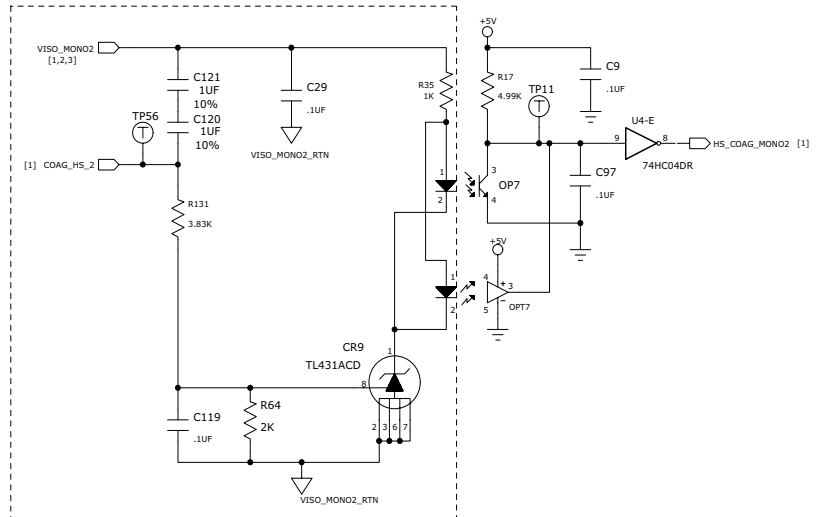 VISO_MONO2
[1,2,3]
C121
1UF
10%
C120
1UF
10%
TP56
[1] COAG_HS_2
C29
.1UF
VISO_MONO2_RTN
R35
1K
R131
3.83K
1
2
1
2
CR9
TL431ACD
1
8
2 3 6 7
C119
.1UF
R64
2K
VISO_MONO2_RTN
+5V
R17
4.99K
C9
.1UF
TP11
U4-E
9
8
74HC04DR
HS_COAG_MONO2 [1]
3
4
OP7
C97
.1UF
+5V
4
+
3
-
5
OPT7